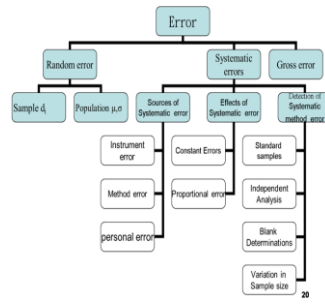 Error
Random error
Systematic
errors
Gross error
Sample dᵢ
Population μ,σ
Sources of
Systematic error
Effects of
Systematic error
Detection of
Systematic
method error
Instrument
error
Method error
personal error
Constant Errors
Proportional error
Standard
samples
Independent
Analysis
Blank
Determinations
Variation in
Sample size
20